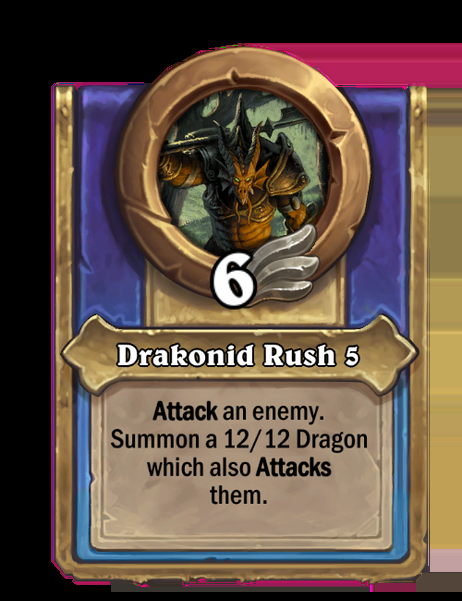 6
Drakonid Rush 5
Attack an enemy.
Summon a 12/12 Dragon
which also Attacks
them.